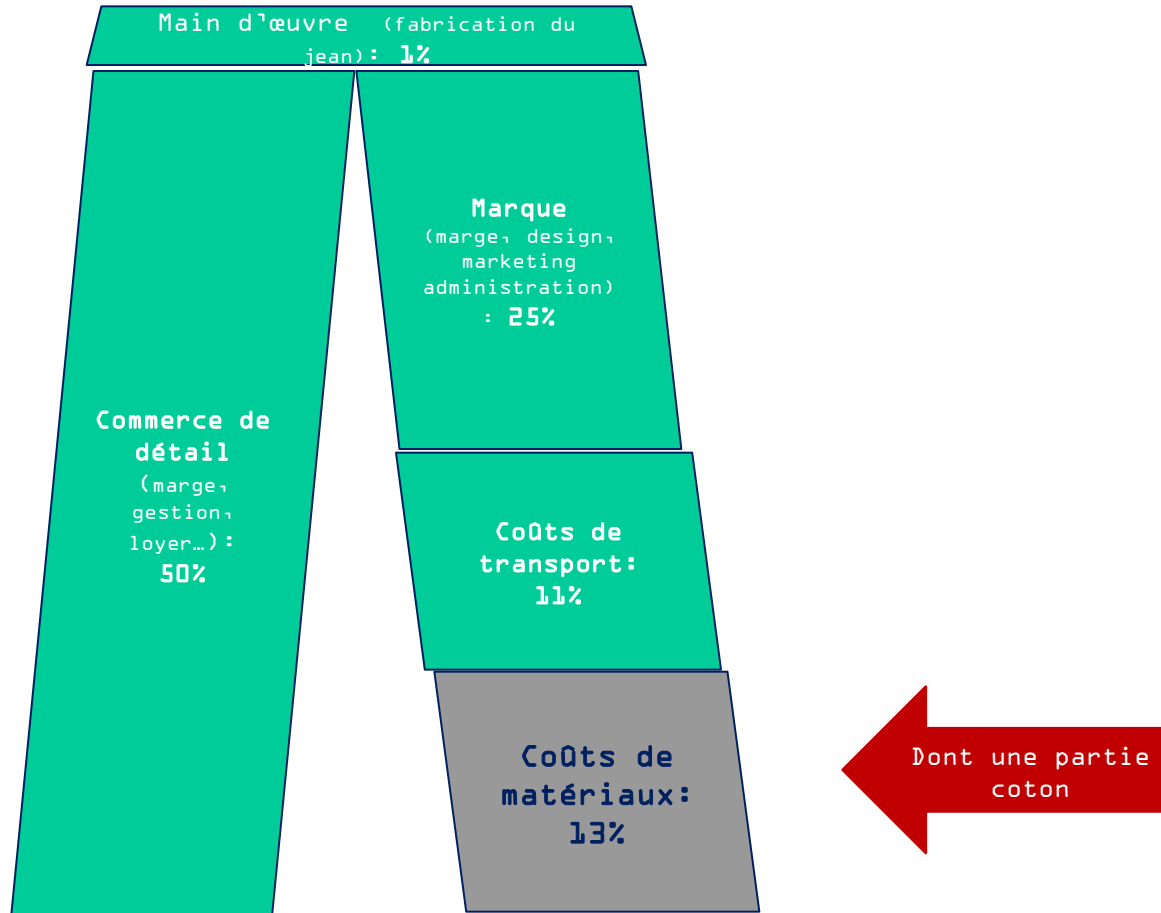 Main d'œuvre (fabrication du
jean): 1%
Marque
(marge, design,
marketing
administration)
: 25%
Commerce de
détail
(marge,
gestion,
loyer…):
50%
Coûts de
transport:
11%
Coûts de
matériaux:
13%
Dont une partie
coton